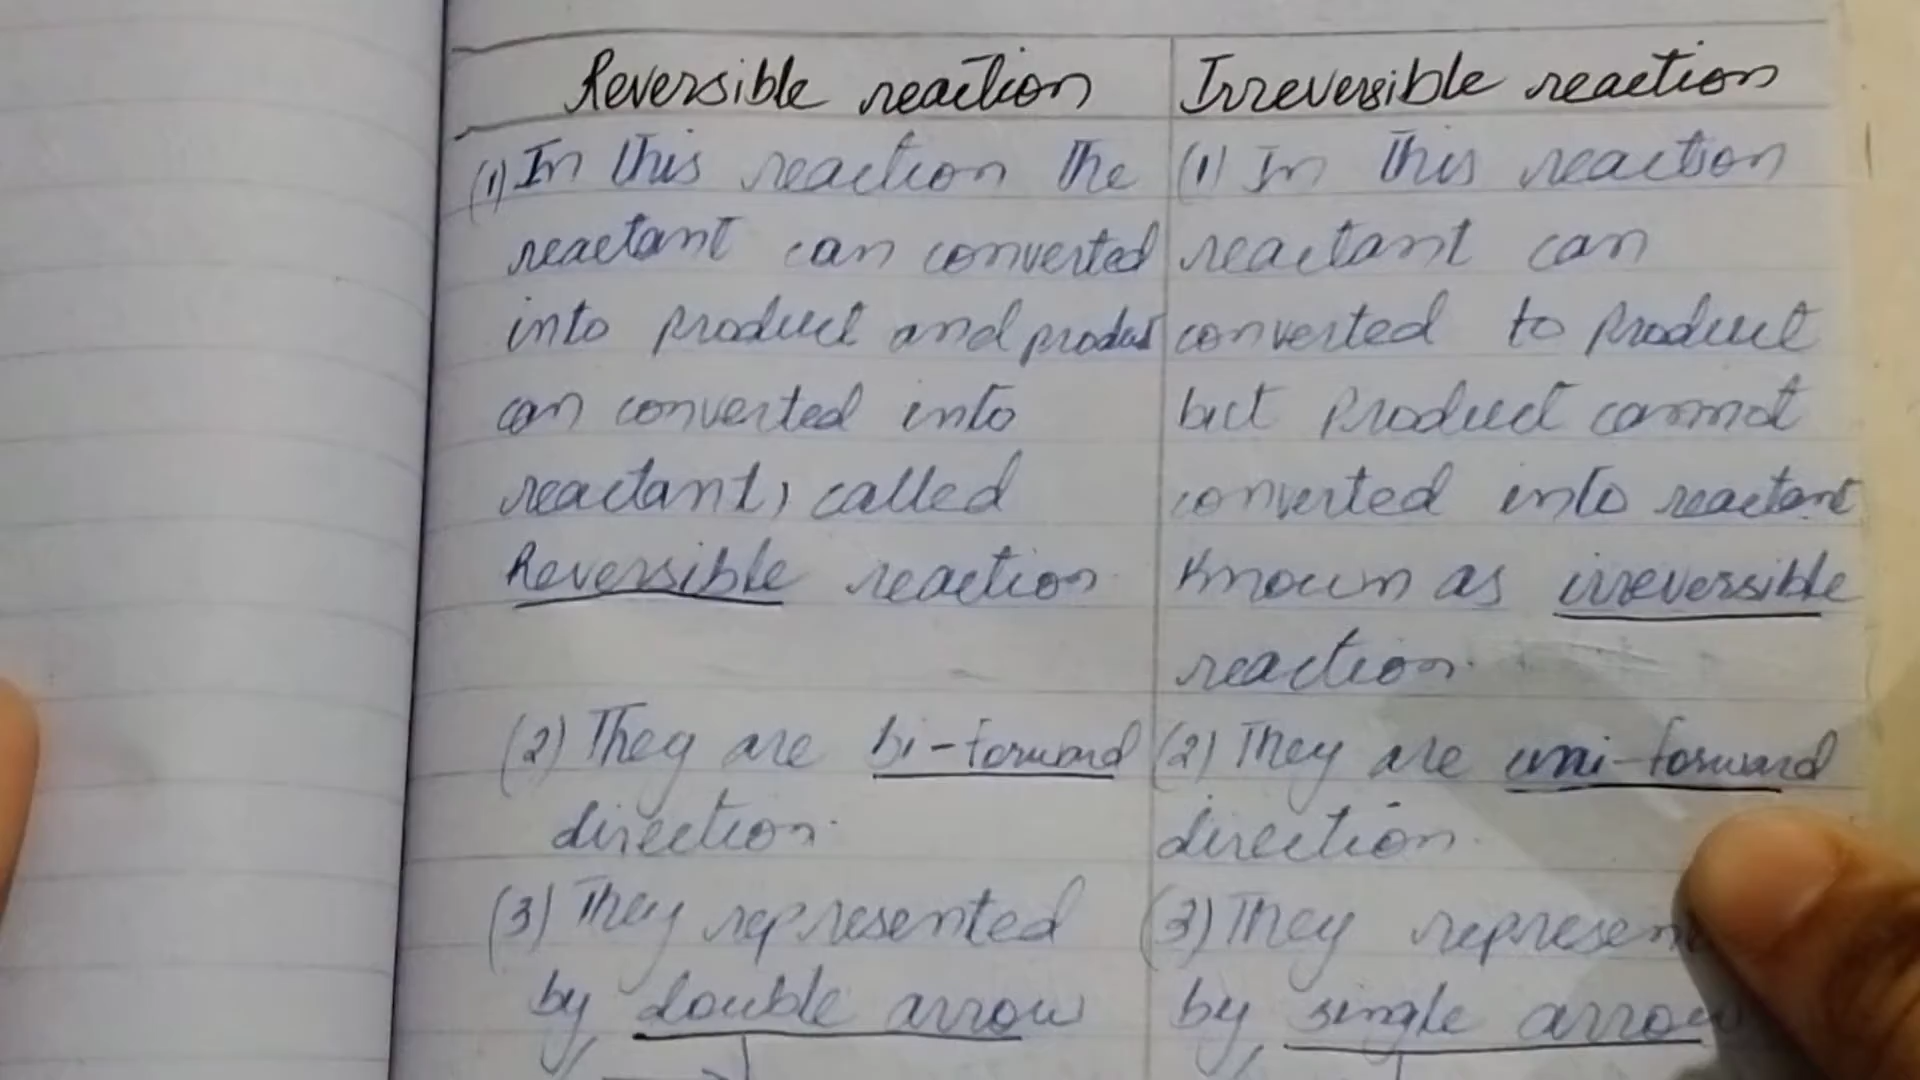 Reversible reaction
(1) In this reaction the
reactant can converted
into product and product
can converted into
reactant, called
Reversible reaction
(2) They are bi-forward
direction.
(3) They represented
by double arrow
Irreversible reaction
(1) In this reaction
reactant can
converted to product
but product cannot
converted into reactant
known as irreversible
reaction.
(2) They are uni-forward
direction.
(3) They represent
by single arrow